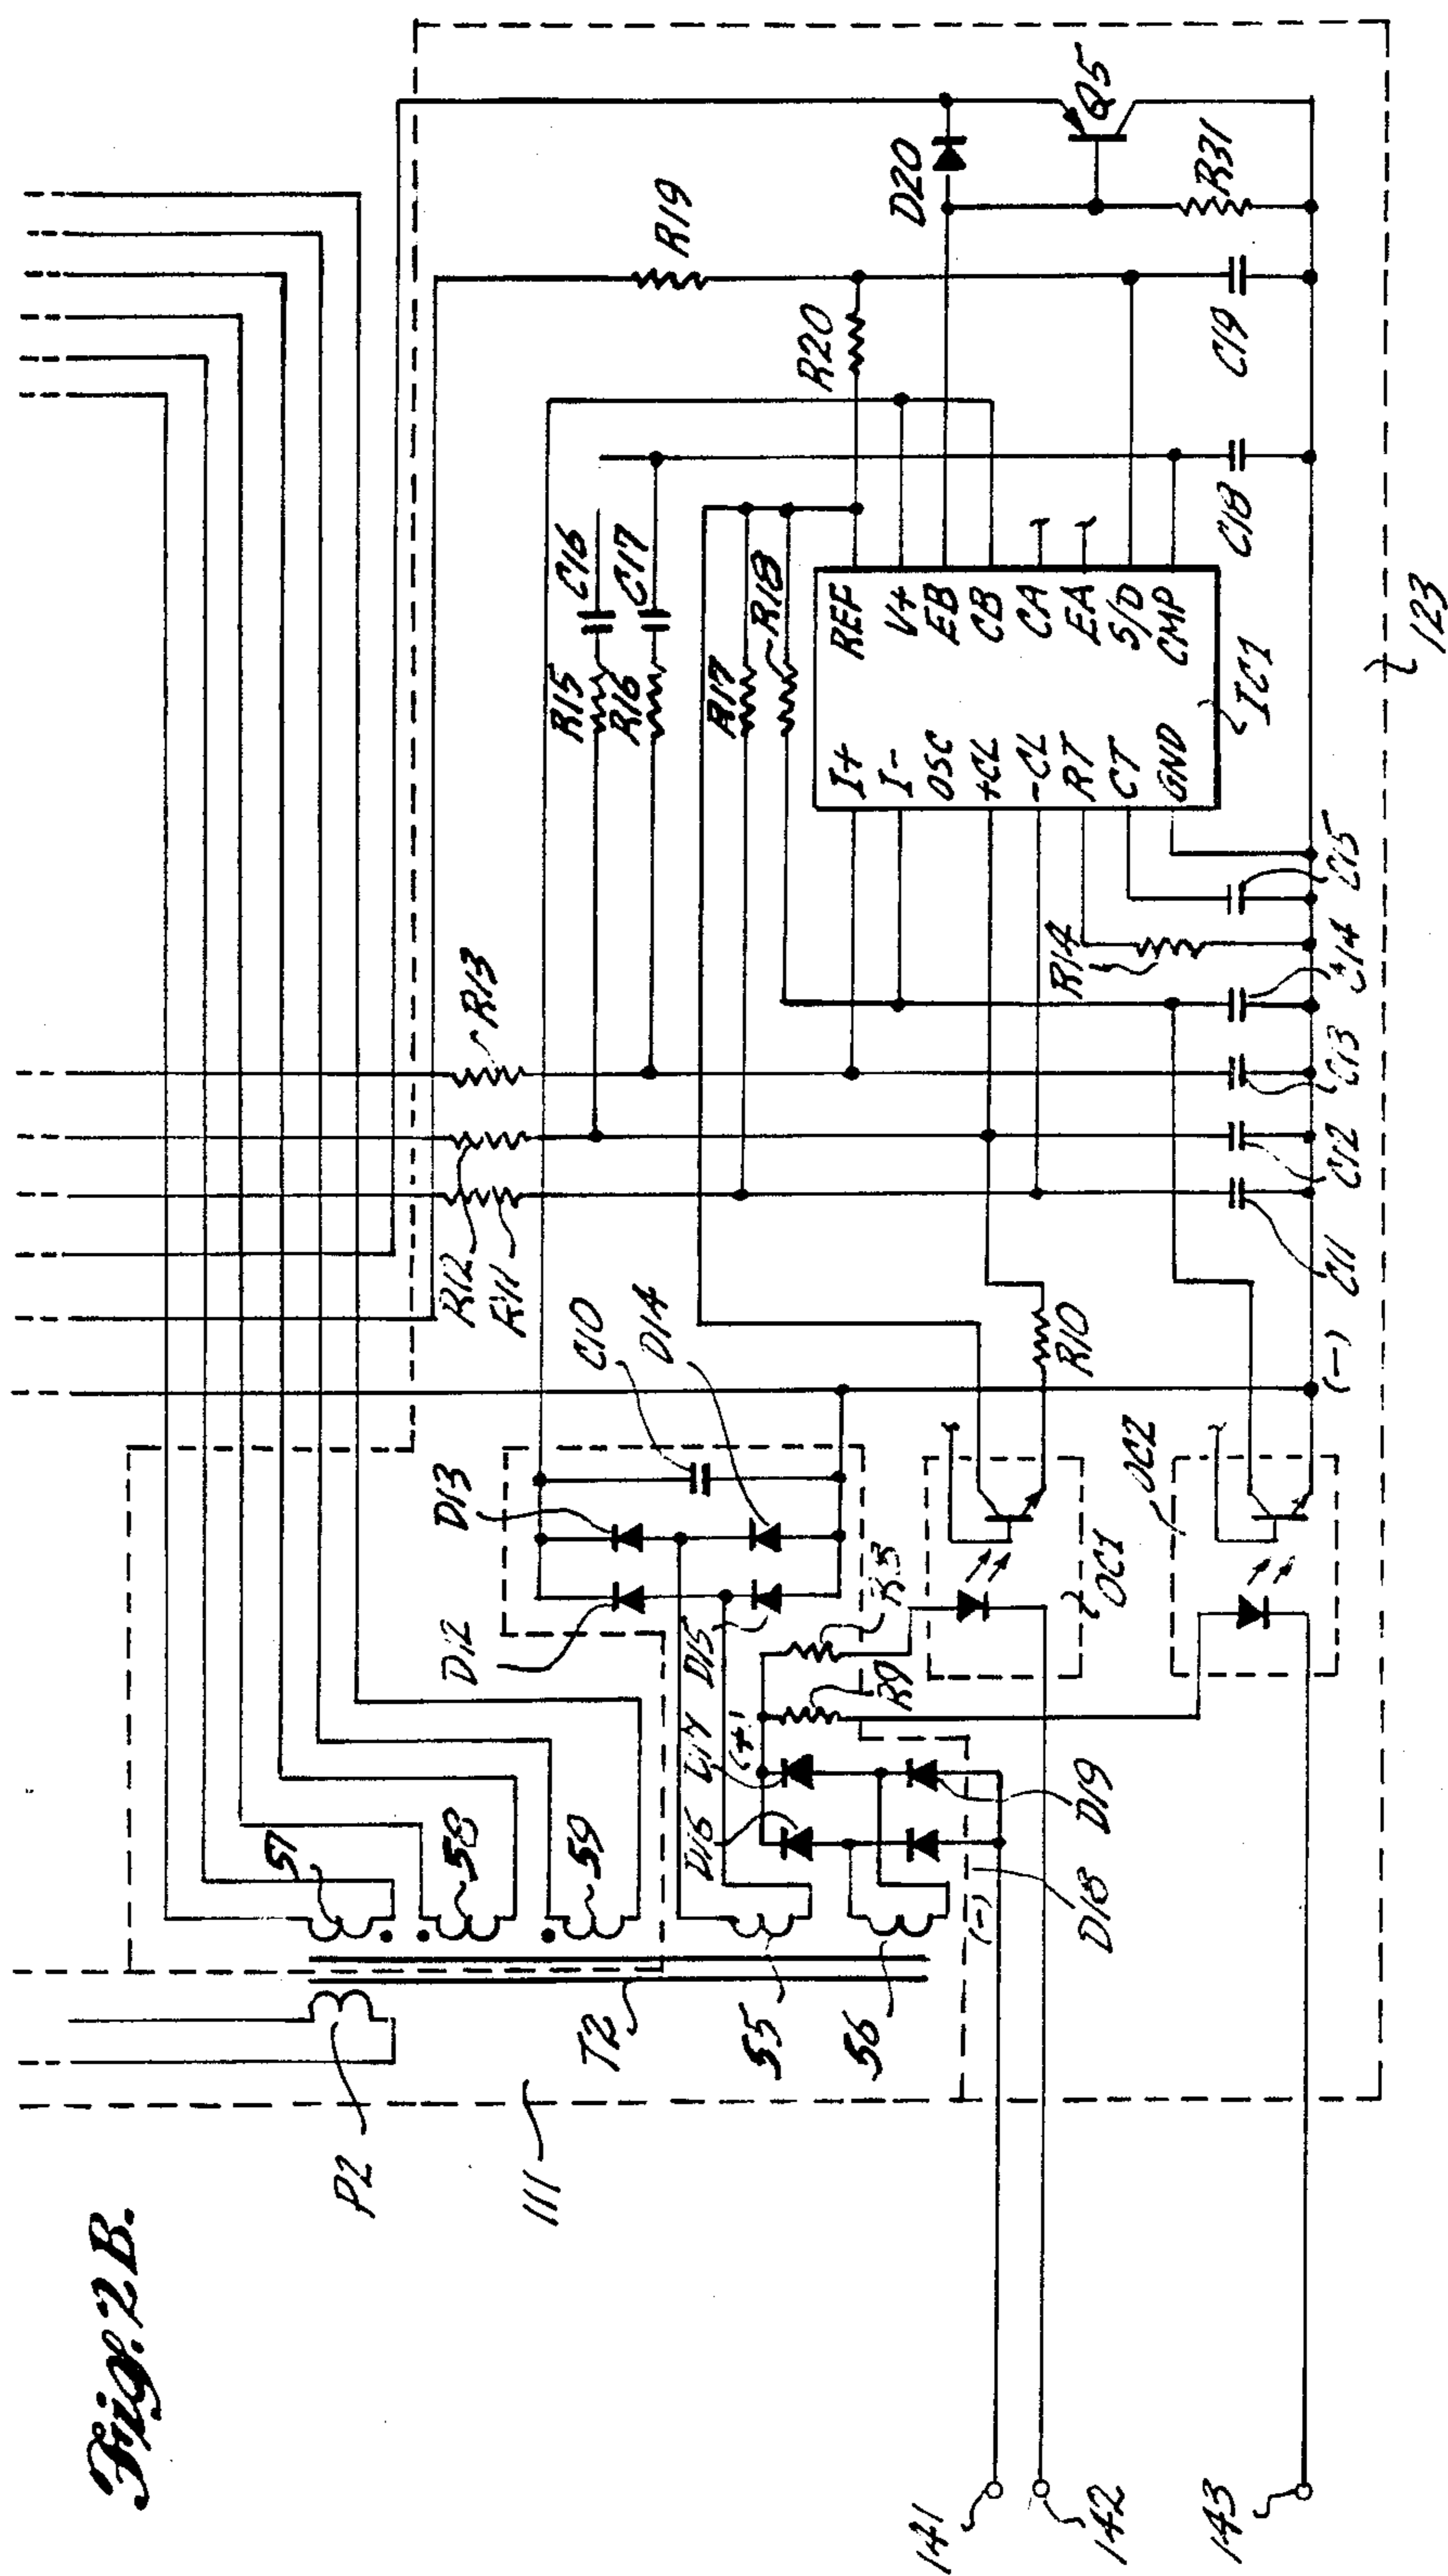 Fig. 2B.
P2
111
T2
57
58
59
55
56
D12
D13
C10
D14
D15
D16
D17
(+)
R9
D18
D19
(-)
OC1
OC2
R10
(-)
R12
R11
R13
R15
C16
R16
C17
R17
R18
R19
R20
D20
Q5
R31
I+
I-
OSC
+CL
-CL
RT
CT
GND
REF
V+
EB
CB
CA
EA
S/D
CMP
IC1
R14
C11
C12
C13
C14
C15
C18
C19
123
141
142
143